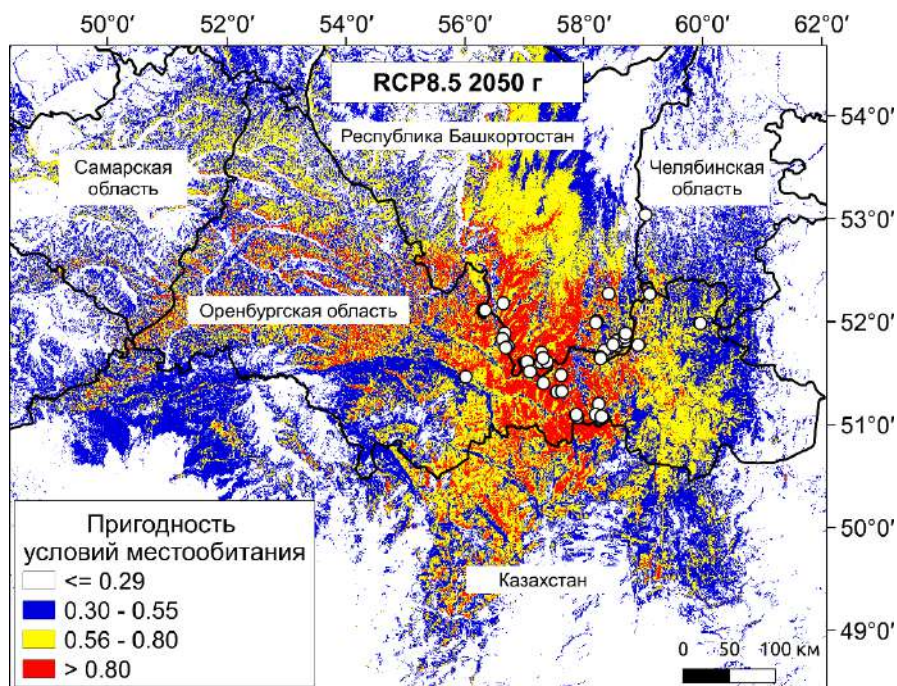 50°0′ 52°0′ 54°0′ 56°0′ 58°0′ 60°0′ 62°0′
RCP8.5 2050 г
54°0′
Республика Башкортостан
Самарская
область
Челябинская
область
53°0′
Оренбургская область
52°0′
51°0′
Пригодность
условий местообитания
<= 0.29
0.30 - 0.55
0.56 - 0.80
> 0.80
50°0′
Казахстан
49°0′
0 50 100 км